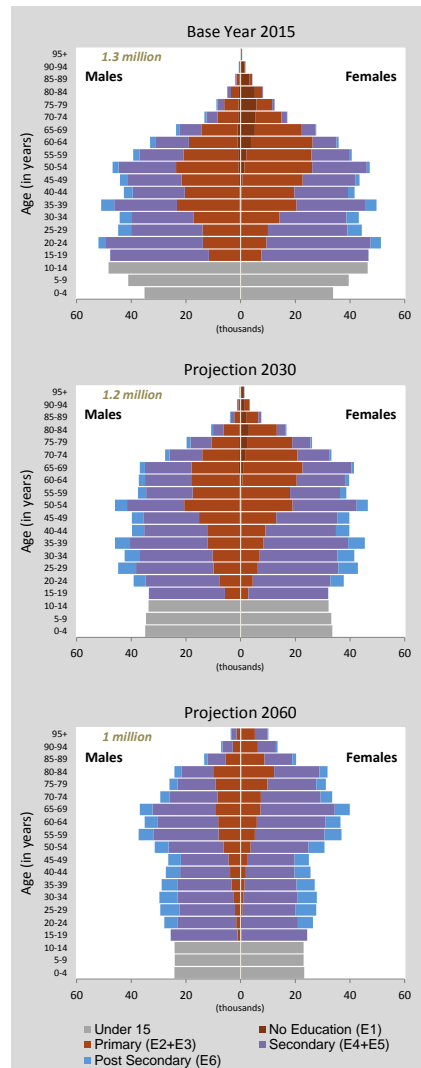 Base Year 2015
1.3 million
Males
Females
Age (in years)
95+
90-94
85-89
80-84
75-79
70-74
65-69
60-64
55-59
50-54
45-49
40-44
35-39
30-34
25-29
20-24
15-19
10-14
5-9
0-4
60 40 20 0 20 40 60
(thousands)
Projection 2030
1.2 million
Males
Females
Age (in years)
95+
90-94
85-89
80-84
75-79
70-74
65-69
60-64
55-59
50-54
45-49
40-44
35-39
30-34
25-29
20-24
15-19
10-14
5-9
0-4
60 40 20 0 20 40 60
(thousands)
Projection 2060
1 million
Males
Females
Age (in years)
95+
90-94
85-89
80-84
75-79
70-74
65-69
60-64
55-59
50-54
45-49
40-44
35-39
30-34
25-29
20-24
15-19
10-14
5-9
0-4
60 40 20 0 20 40 60
(thousands)
Under 15 No Education (E1)
Primary (E2+E3) Secondary (E4+E5)
Post Secondary (E6)